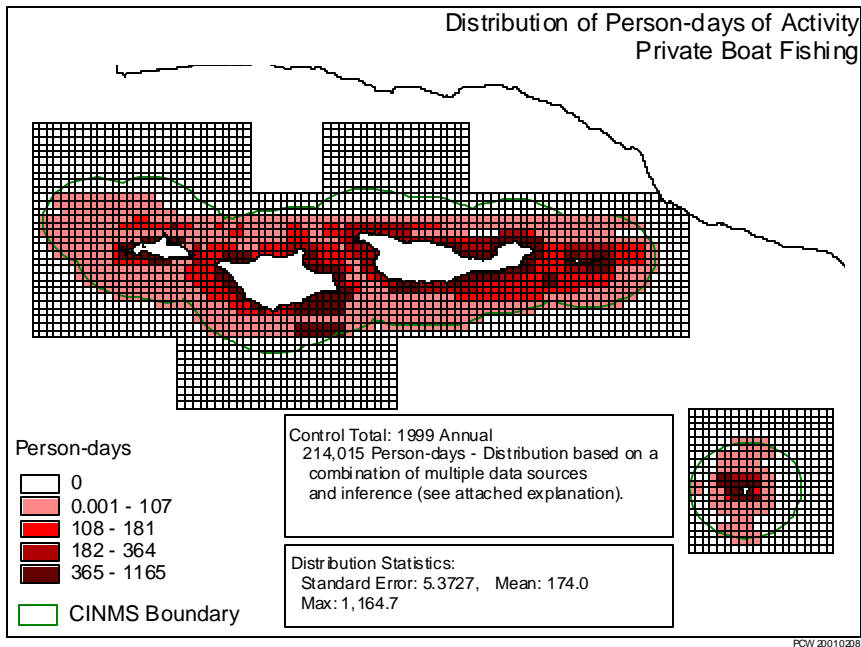 Distribution of Person-days of Activity
Private Boat Fishing
Control Total: 1999 Annual
214,015 Person-days - Distribution based on a
combination of multiple data sources
and inference (see attached explanation).
Person-days
0
0.001 - 107
108 - 181
182 - 364
365 - 1165
CINMS Boundary
Distribution Statistics:
Standard Error: 5.3727, Mean: 174.0
Max: 1,164.7
PCW 20010208